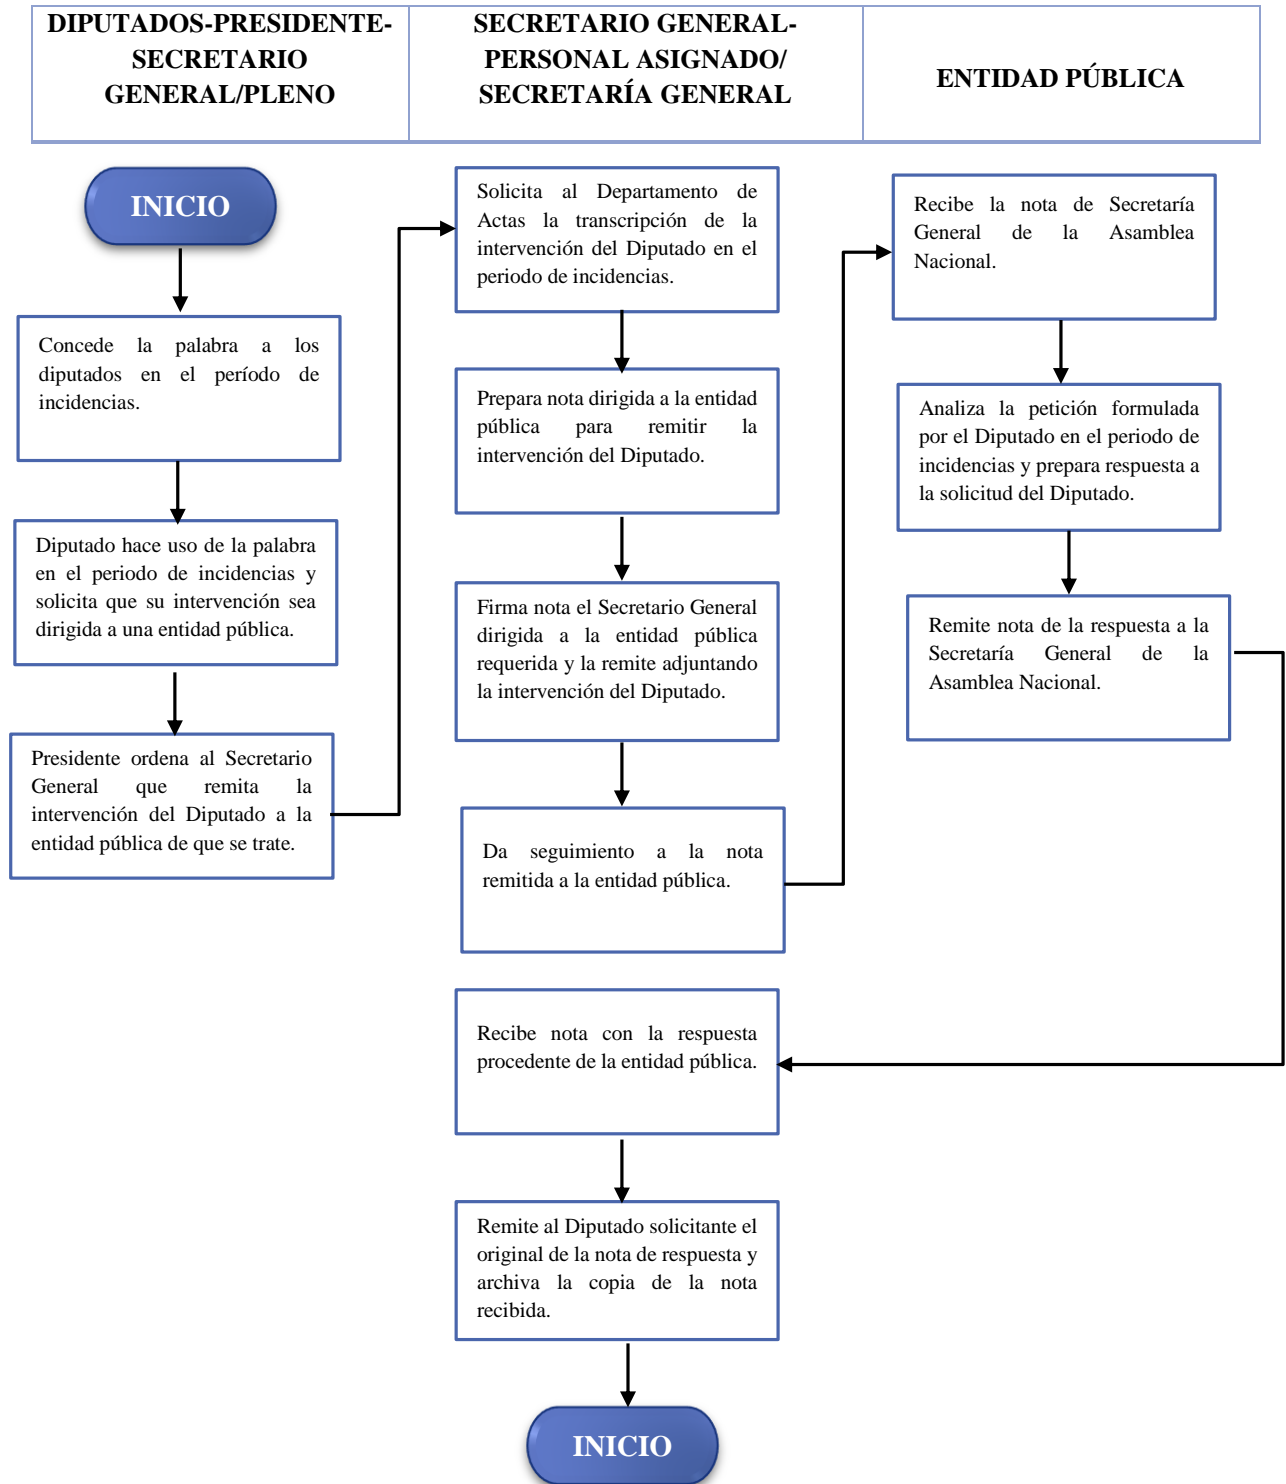 DIPUTADOS-PRESIDENTE-
SECRETARIO
GENERAL/PLENO
SECRETARIO GENERAL-
PERSONAL ASIGNADO/
SECRETARÍA GENERAL
ENTIDAD PÚBLICA
INICIO
Concede la palabra a los
diputados en el período de
incidencias.
Diputado hace uso de la palabra
en el periodo de incidencias y
solicita que su intervención sea
dirigida a una entidad pública.
Presidente ordena al Secretario
General que remita la
intervención del Diputado a la
entidad pública de que se trate.
Solicita al Departamento de
Actas la transcripción de la
intervención del Diputado en el
periodo de incidencias.
Prepara nota dirigida a la entidad
pública para remitir la
intervención del Diputado.
Firma nota el Secretario General
dirigida a la entidad pública
requerida y la remite adjuntando
la intervención del Diputado.
Da seguimiento a la nota
remitida a la entidad pública.
Recibe la nota de Secretaría
General de la Asamblea
Nacional.
Analiza la petición formulada
por el Diputado en el periodo de
incidencias y prepara respuesta a
la solicitud del Diputado.
Remite nota de la respuesta a la
Secretaría General de la
Asamblea Nacional.
Recibe nota con la respuesta
procedente de la entidad pública.
Remite al Diputado solicitante el
original de la nota de respuesta y
archiva la copia de la nota
recibida.
INICIO